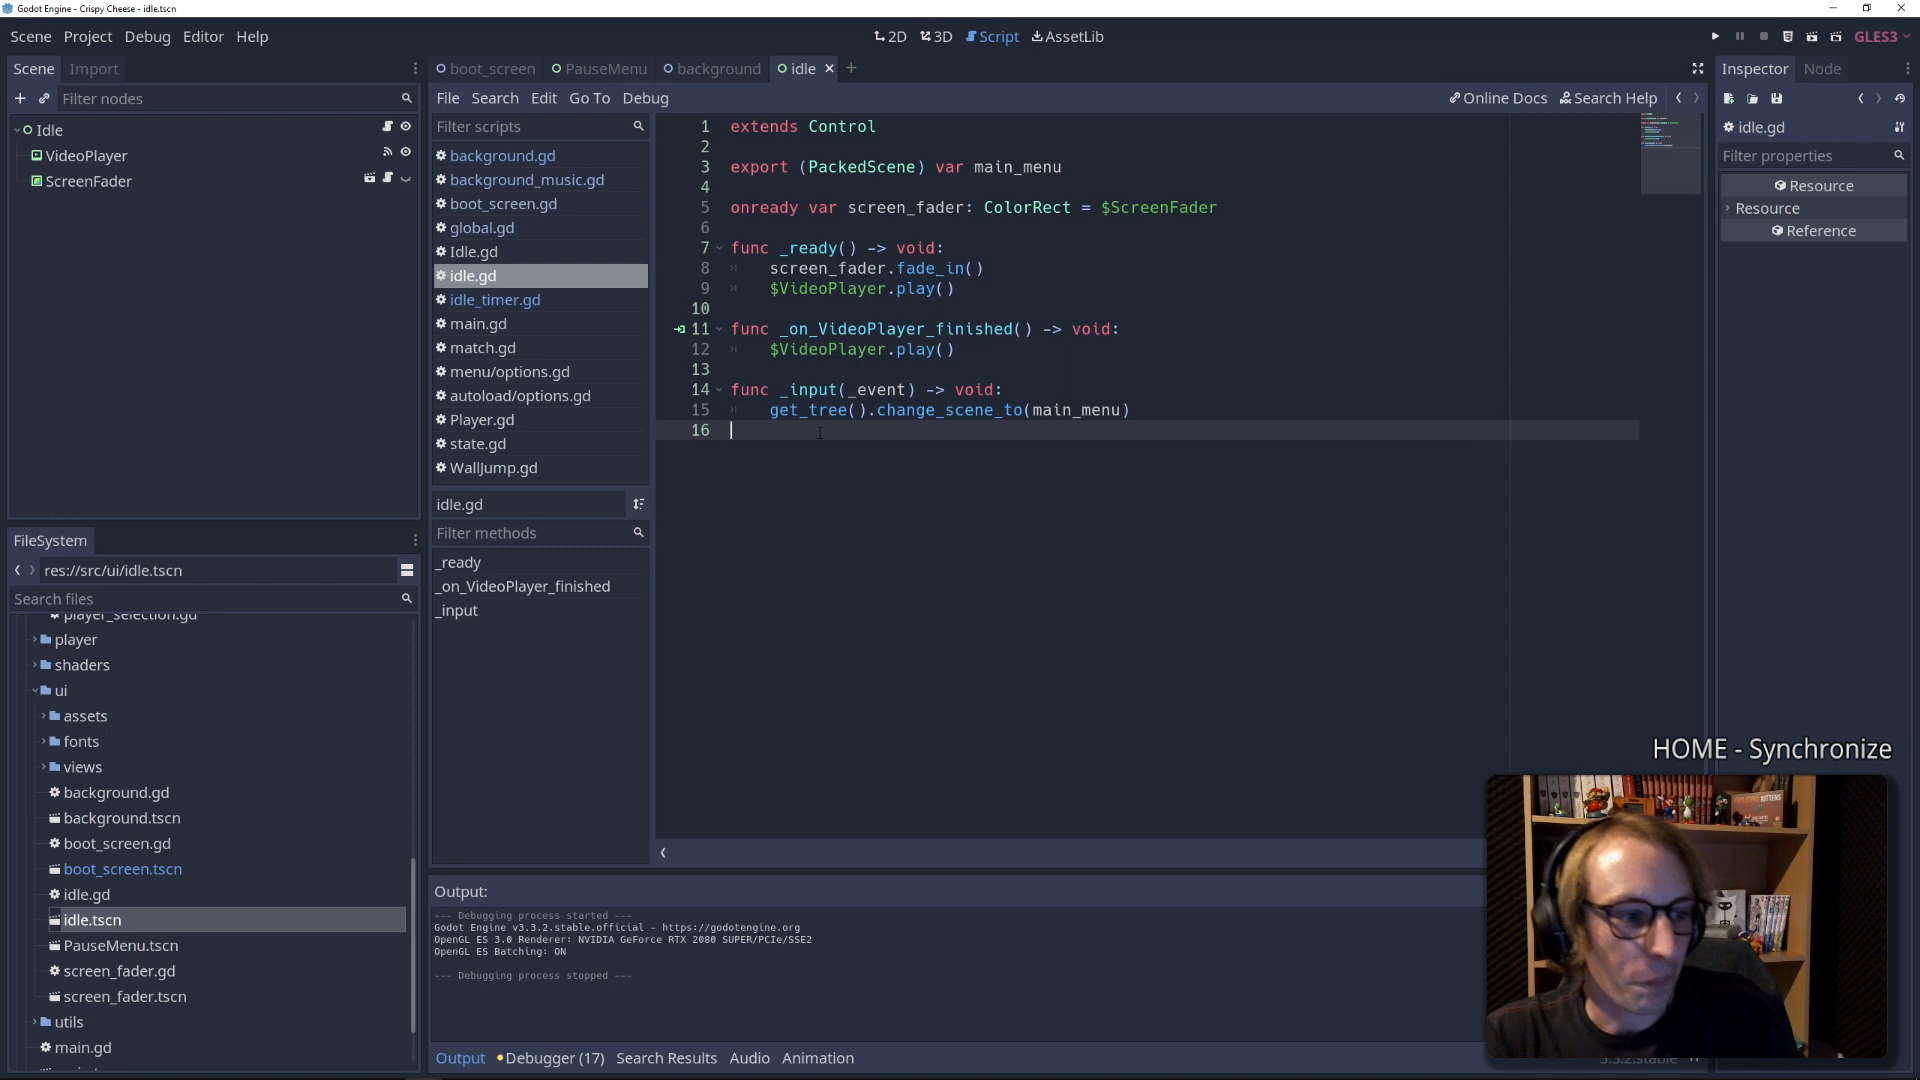 Godot Engine - Crispy Cheese - idle.tscn
Scene Project Debug Editor Help
2D 3D Script AssetLib
GLES3
Scene Import
boot_screen PauseMenu background idle
Inspector Node
Filter nodes
File Search Edit Go To Debug
Online Docs Search Help
Idle
VideoPlayer
ScreenFader
Filter scripts
background.gd
background_music.gd
boot_screen.gd
global.gd
Idle.gd
idle.gd
idle_timer.gd
main.gd
match.gd
menu/options.gd
autoload/options.gd
Player.gd
state.gd
WallJump.gd
idle.gd
Filter methods
_ready
_on_VideoPlayer_finished
_input
1 extends Control
2
3 export (PackedScene) var main_menu
4
5 onready var screen_fader: ColorRect = $ScreenFader
6
7 func _ready() -> void:
8 screen_fader.fade_in()
9 $VideoPlayer.play()
10
11 func _on_VideoPlayer_finished() -> void:
12 $VideoPlayer.play()
13
14 func _input(_event) -> void:
15 get_tree().change_scene_to(main_menu)
16
idle.gd
Filter properties
Resource
Resource
Reference
FileSystem
res://src/ui/idle.tscn
Search files
player_selection.gd
player
shaders
ui
assets
fonts
views
background.gd
background.tscn
boot_screen.gd
boot_screen.tscn
idle.gd
idle.tscn
PauseMenu.tscn
screen_fader.gd
screen_fader.tscn
utils
main.gd
HOME - Synchronize
Output:
--- Debugging process started ---
Godot Engine v3.3.2.stable.official - https://godotengine.org
OpenGL ES 3.0 Renderer: NVIDIA GeForce RTX 2080 SUPER/PCIe/SSE2
OpenGL ES Batching: ON
--- Debugging process stopped ---
Output Debugger (17) Search Results Audio Animation
3.3.2.stable